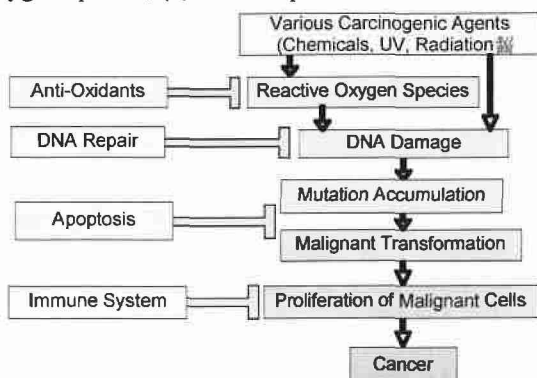 Various Carcinogenic Agents
(Chemicals, UV, Radiation
Anti-Oxidants
Reactive Oxygen Species
DNA Repair
DNA Damage
Mutation Accumulation
Apoptosis
Malignant Transformation
Immune System
Proliferation of Malignant Cells
Cancer